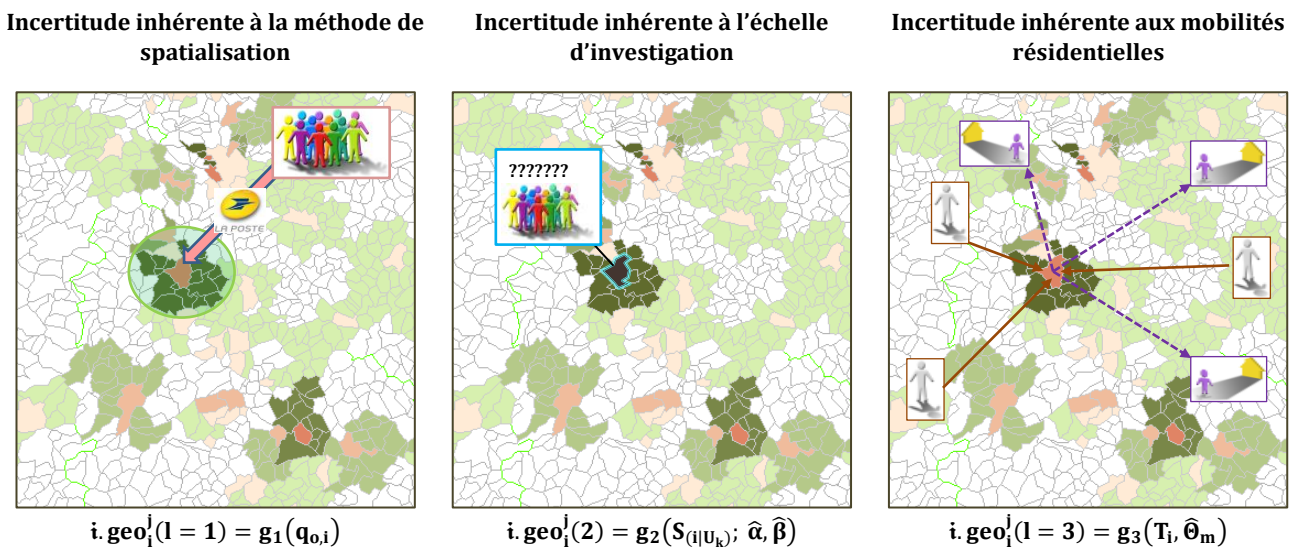 Incertitude inhérente à la méthode de
spatialisation
Incertitude inhérente à l’échelle
d’investigation
Incertitude inhérente aux mobilités
résidentielles
LA POSTE
???????
i. geo_i^j(l = 1) = g_1(q_{o,i})
i. geo_i^j(2) = g_2(S_{(i|U_k)}; α̂, β̂)
i. geo_i^j(l = 3) = g_3(T_i, Θ̂_m)